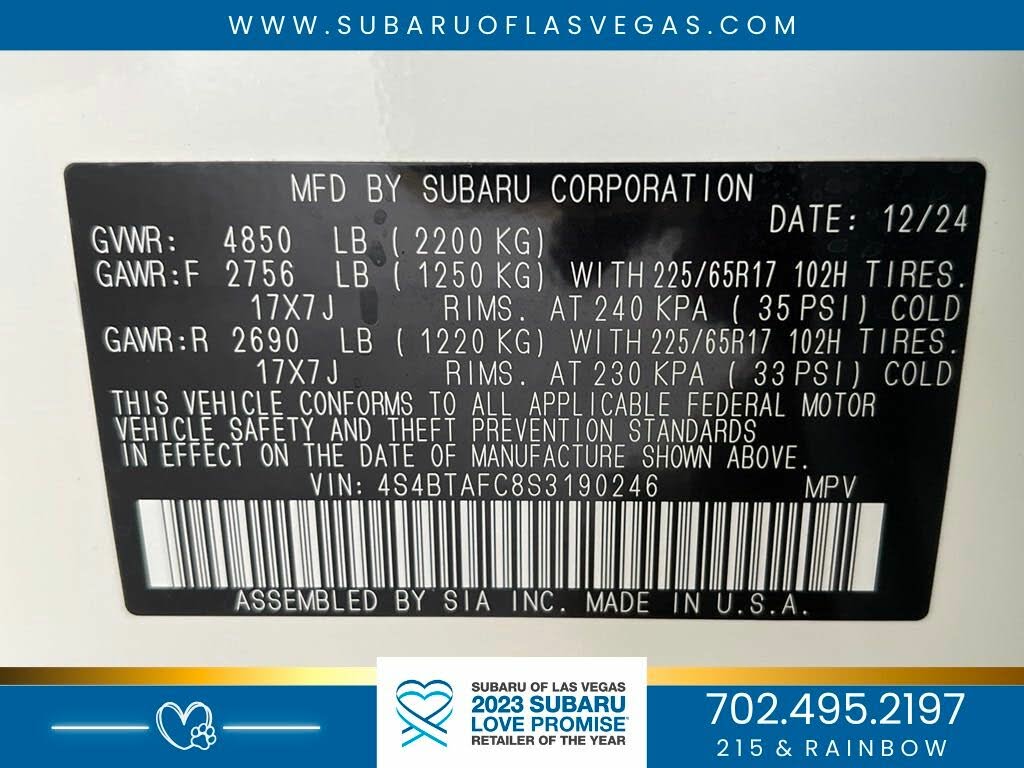 WWW.SUBARUOFLASVEGAS.COM
MFD BY SUBARU CORPORATION
DATE: 12/24
GVWR: 4850 LB ( 2200 KG)
GAWR:F 2756 LB ( 1250 KG) WITH 225/65R17 102H TIRES.
17X7J RIMS. AT 240 KPA ( 35 PSI) COLD
GAWR:R 2690 LB ( 1220 KG) WITH 225/65R17 102H TIRES.
17X7J RIMS. AT 230 KPA ( 33 PSI) COLD
THIS VEHICLE CONFORMS TO ALL APPLICABLE FEDERAL MOTOR
VEHICLE SAFETY AND THEFT PREVENTION STANDARDS
IN EFFECT ON THE DATE OF MANUFACTURE SHOWN ABOVE.
VIN: 4S4BTAFC8S3190246 MPV
ASSEMBLED BY SIA INC. MADE IN U.S.A.
SUBARU OF LAS VEGAS
2023 SUBARU
LOVE PROMISE
RETAILER OF THE YEAR
702.495.2197
215 & RAINBOW